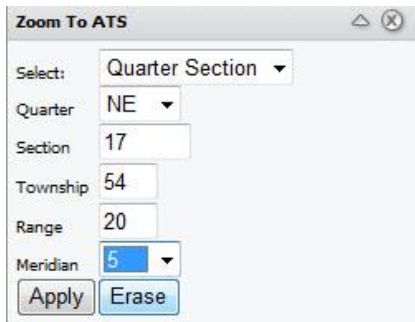 Zoom To ATS
Select: Quarter Section
Quarter NE
Section 17
Township 54
Range 20
Meridian 5
Apply Erase